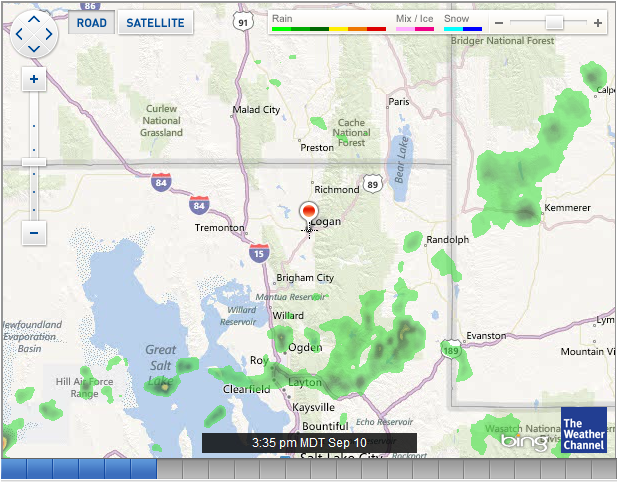 86
ROAD
SATELLITE
91
Rain
Mix / Ice
Snow
Bridger National Forest
Curlew
National
Grassland
Malad City
Paris
Calp
Cache
National
Forest
Preston
Bear Lake
84
Richmond
89
84
Logan
Kemmerer
Tremonton
15
Randolph
Brigham City
Mantua Reservoir
Willard
Reservoir
Willard
Newfoundland
Evaporation
Basin
Great
Salt
Lake
Ogden
Evanston
Lym
189
Mountain Vi
Roy
Hill Air Force
Range
Clearfield
Layton
Kaysville
Bountiful
Echo Reservoir
Wasatch National
bing
The
Weather
Channel
3:35 pm MDT Sep 10
Salt Lake City
Rockport